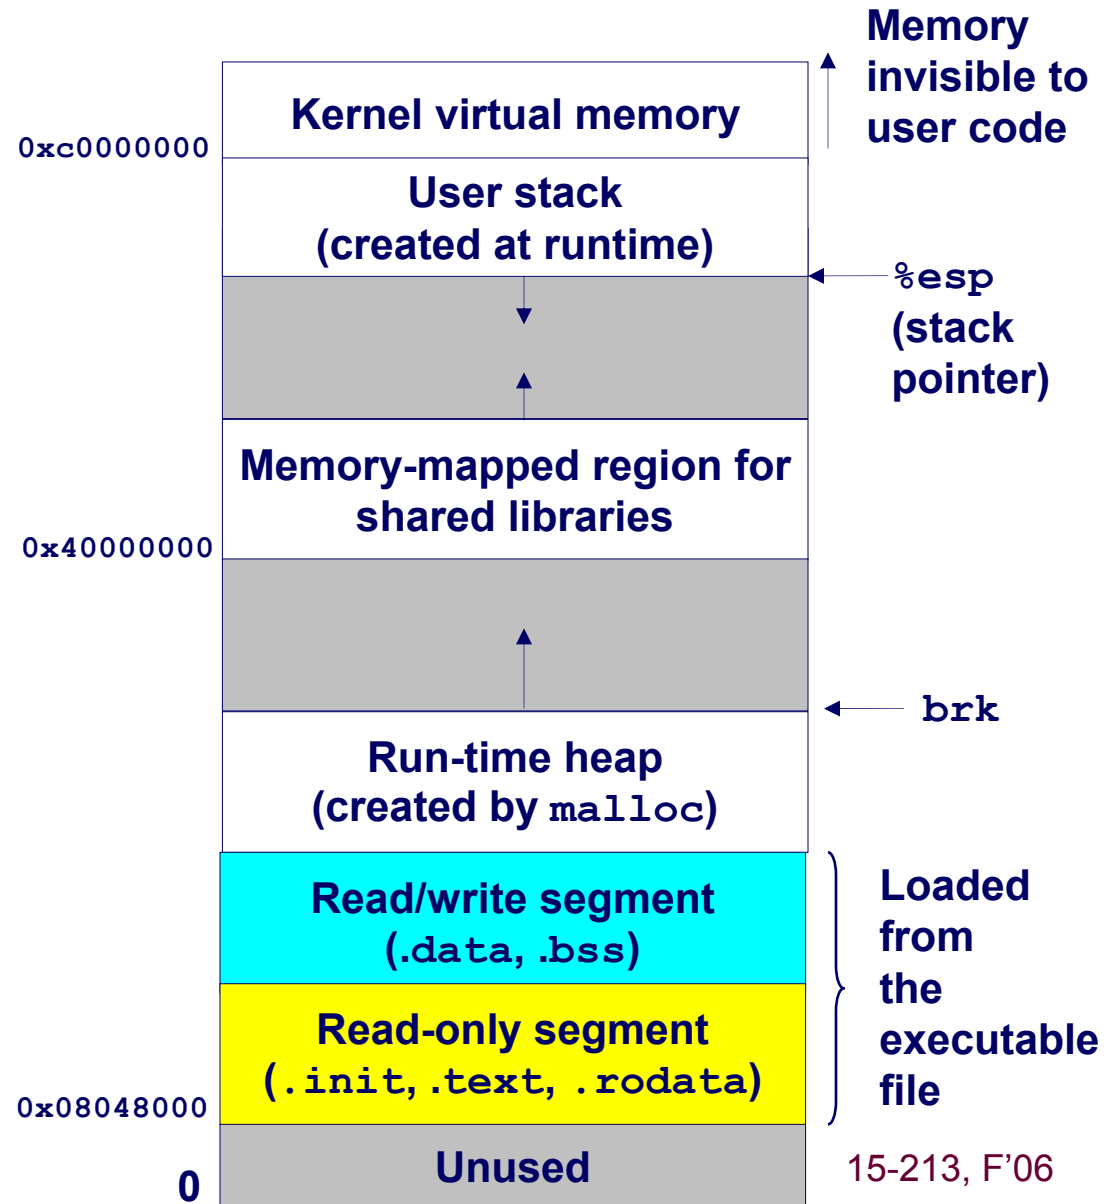 Memory
invisible to
user code
Kernel virtual memory
0xc0000000
User stack
(created at runtime)
%esp
(stack
pointer)
Memory-mapped region for
shared libraries
0x40000000
brk
Run-time heap
(created by malloc)
Read/write segment
(.data, .bss)
Loaded
from
the
executable
file
Read-only segment
(.init, .text, .rodata)
0x08048000
Unused
0
15-213, F’06